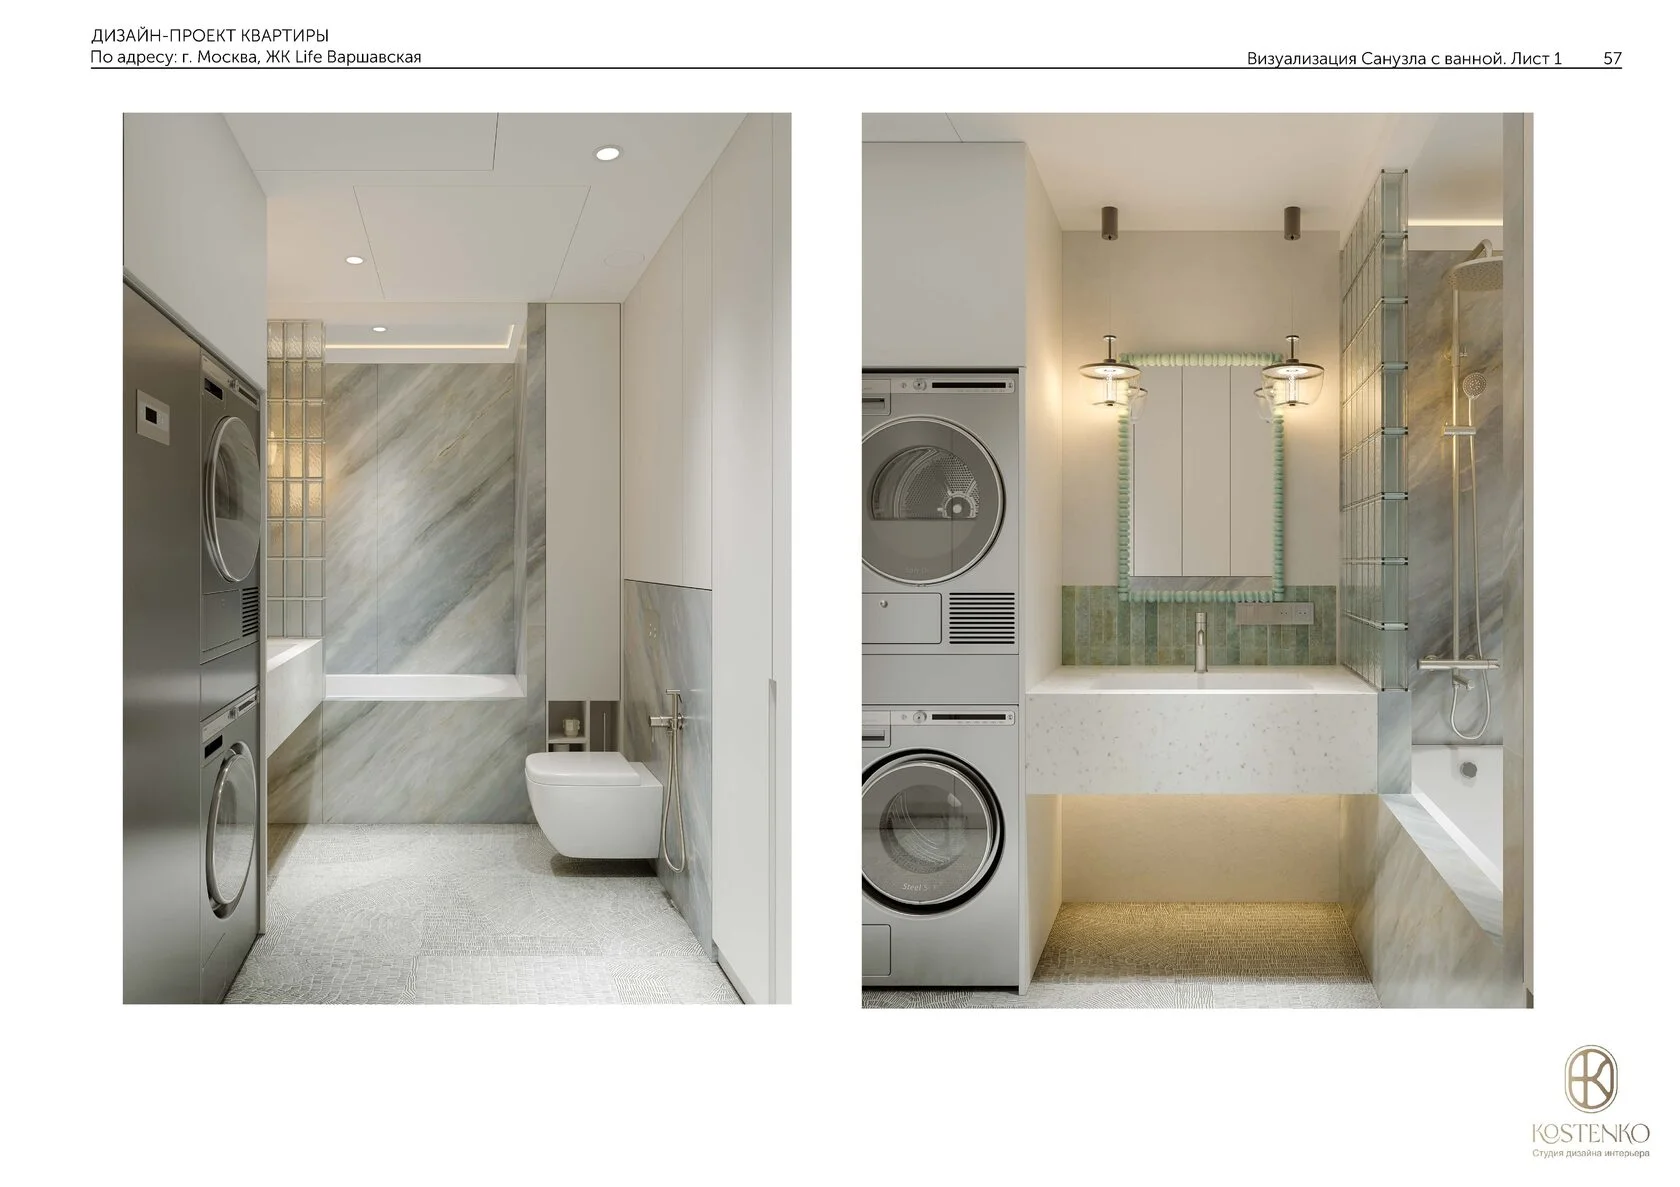 ДИЗАЙН-ПРОЕКТ КВАРТИРЫ
По адресу: г. Москва, ЖК Life Варшавская
Визуализация Санузла с ванной. Лист 1 57
KOSTENKO
Студия дизайна интерьера